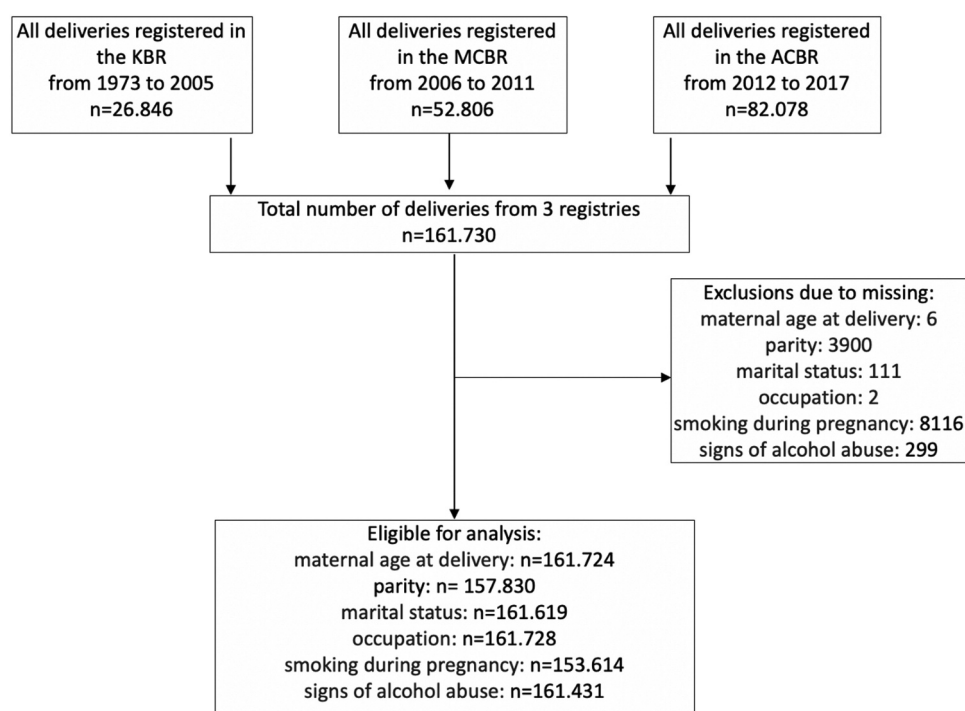 All deliveries registered in
the KBR
from 1973 to 2005
n=26.846
All deliveries registered
in the MCBR
from 2006 to 2011
n=52.806
All deliveries registered
in the ACBR
from 2012 to 2017
n=82.078
Total number of deliveries from 3 registries
n=161.730
Exclusions due to missing:
maternal age at delivery: 6
parity: 3900
marital status: 111
occupation: 2
smoking during pregnancy: 8116
signs of alcohol abuse: 299
Eligible for analysis:
maternal age at delivery: n=161.724
parity: n= 157.830
marital status: n=161.619
occupation: n=161.728
smoking during pregnancy: n=153.614
signs of alcohol abuse: n=161.431